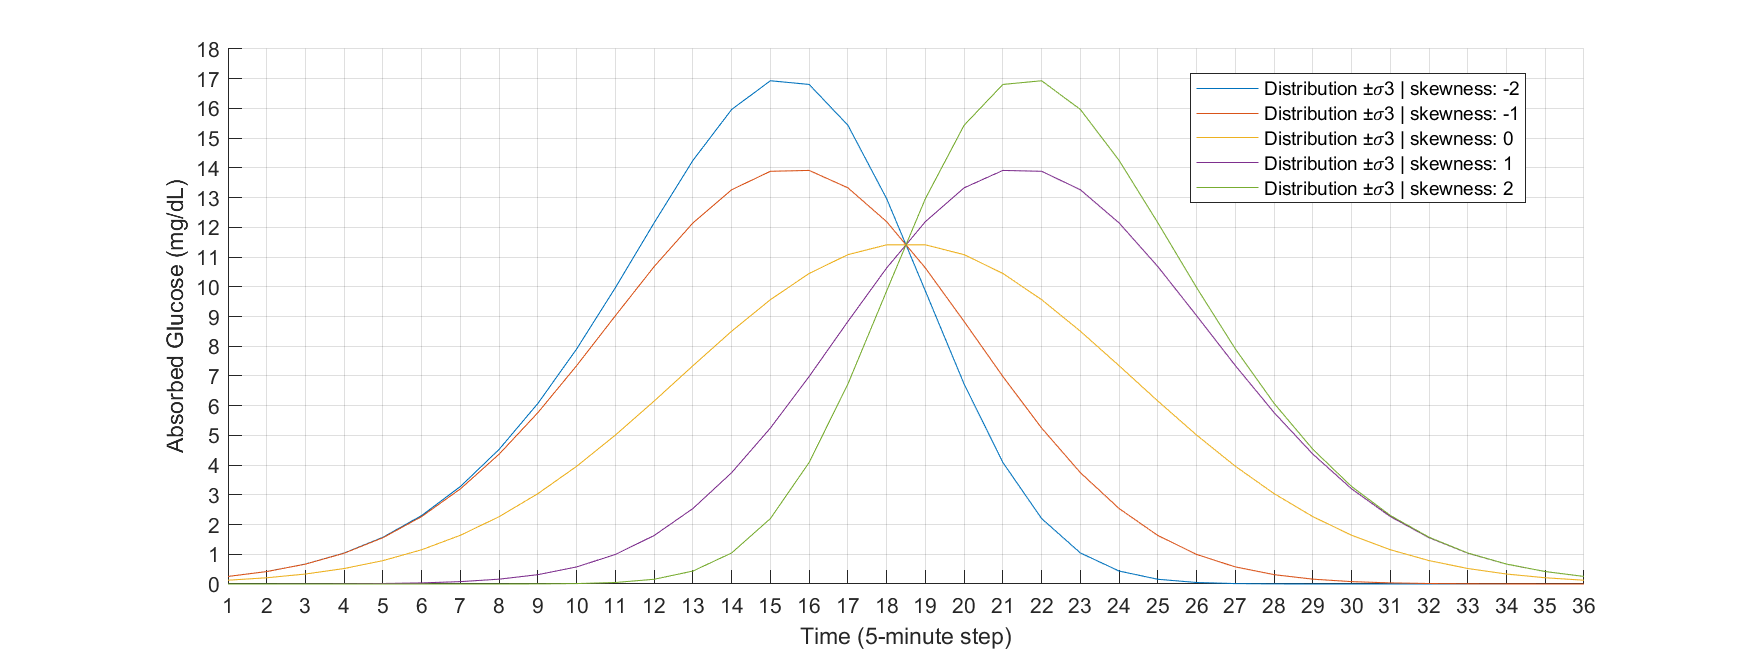 18
17
16
15
14
13
12
11
10
9
8
7
6
5
4
3
2
1
0
Absorbed Glucose (mg/dL)
Distribution ±σ3 | skewness: -2
Distribution ±σ3 | skewness: -1
Distribution ±σ3 | skewness: 0
Distribution ±σ3 | skewness: 1
Distribution ±σ3 | skewness: 2
1 2 3 4 5 6 7 8 9 10 11 12 13 14 15 16 17 18 19 20 21 22 23 24 25 26 27 28 29 30 31 32 33 34 35 36
Time (5-minute step)